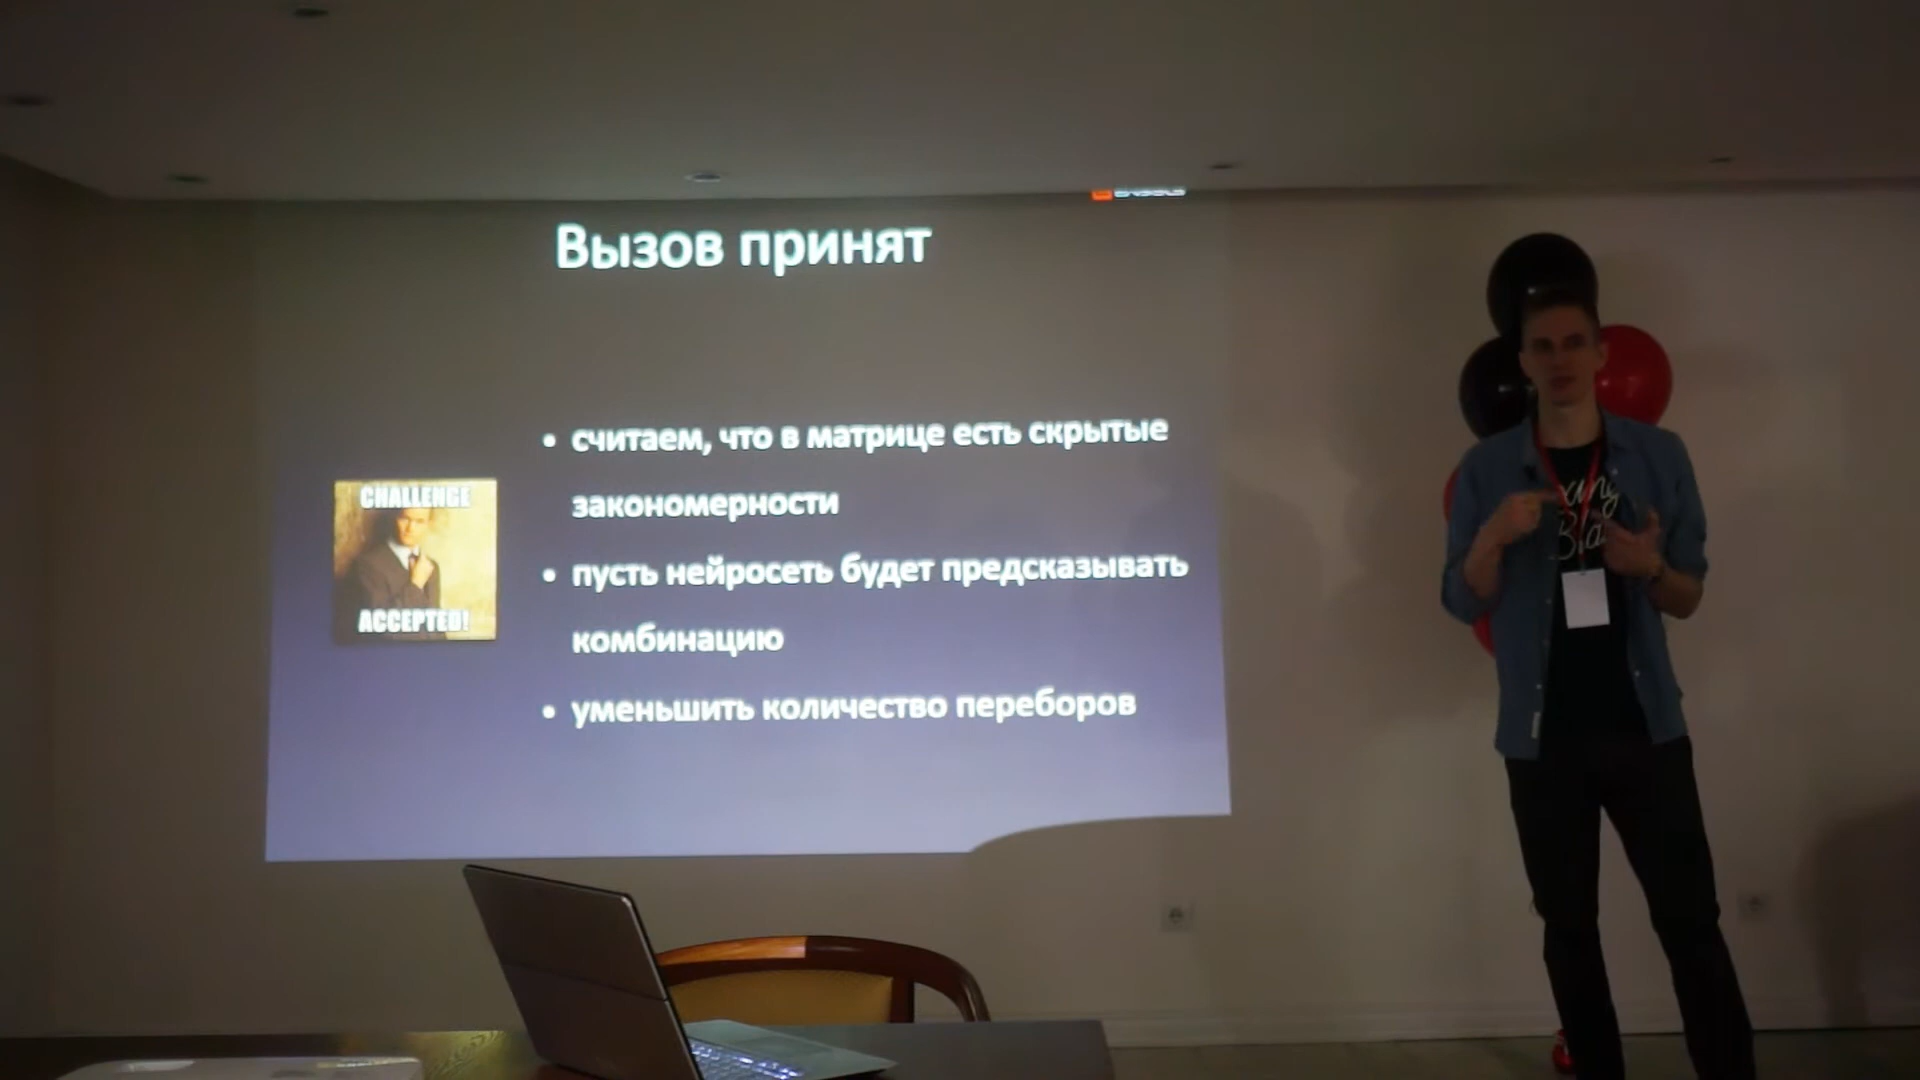 Вызов принят
• считаем, что в матрице есть скрытые
закономерности
• пусть нейросеть будет предсказывать
комбинацию
• уменьшить количество переборов
CHALLENGE
ACCEPTED!